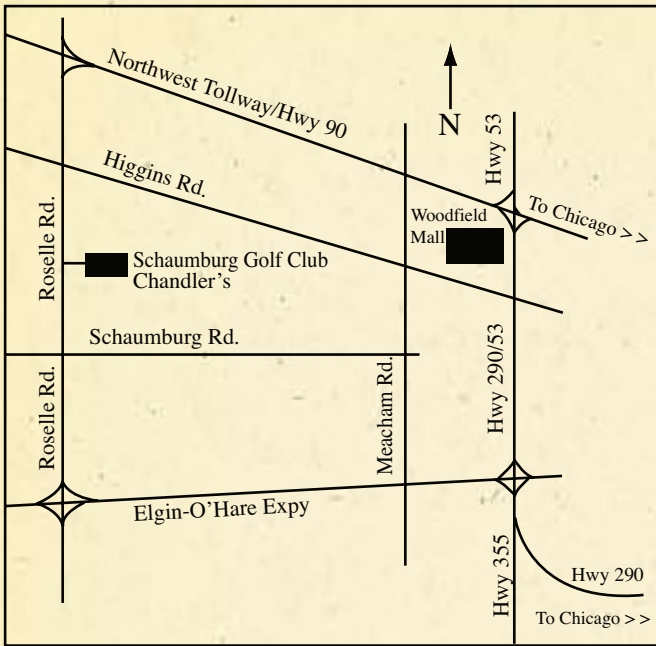 Northwest Tollway/Hwy 90
N
Hwy 53
Higgins Rd.
To Chicago >>
Woodfield
Mall
Roselle Rd.
Schaumburg Golf Club
Chandler's
Schaumburg Rd.
Hwy 290/53
Roselle Rd.
Meacham Rd.
Elgin-O'Hare Expy
Hwy 355
Hwy 290
To Chicago >>